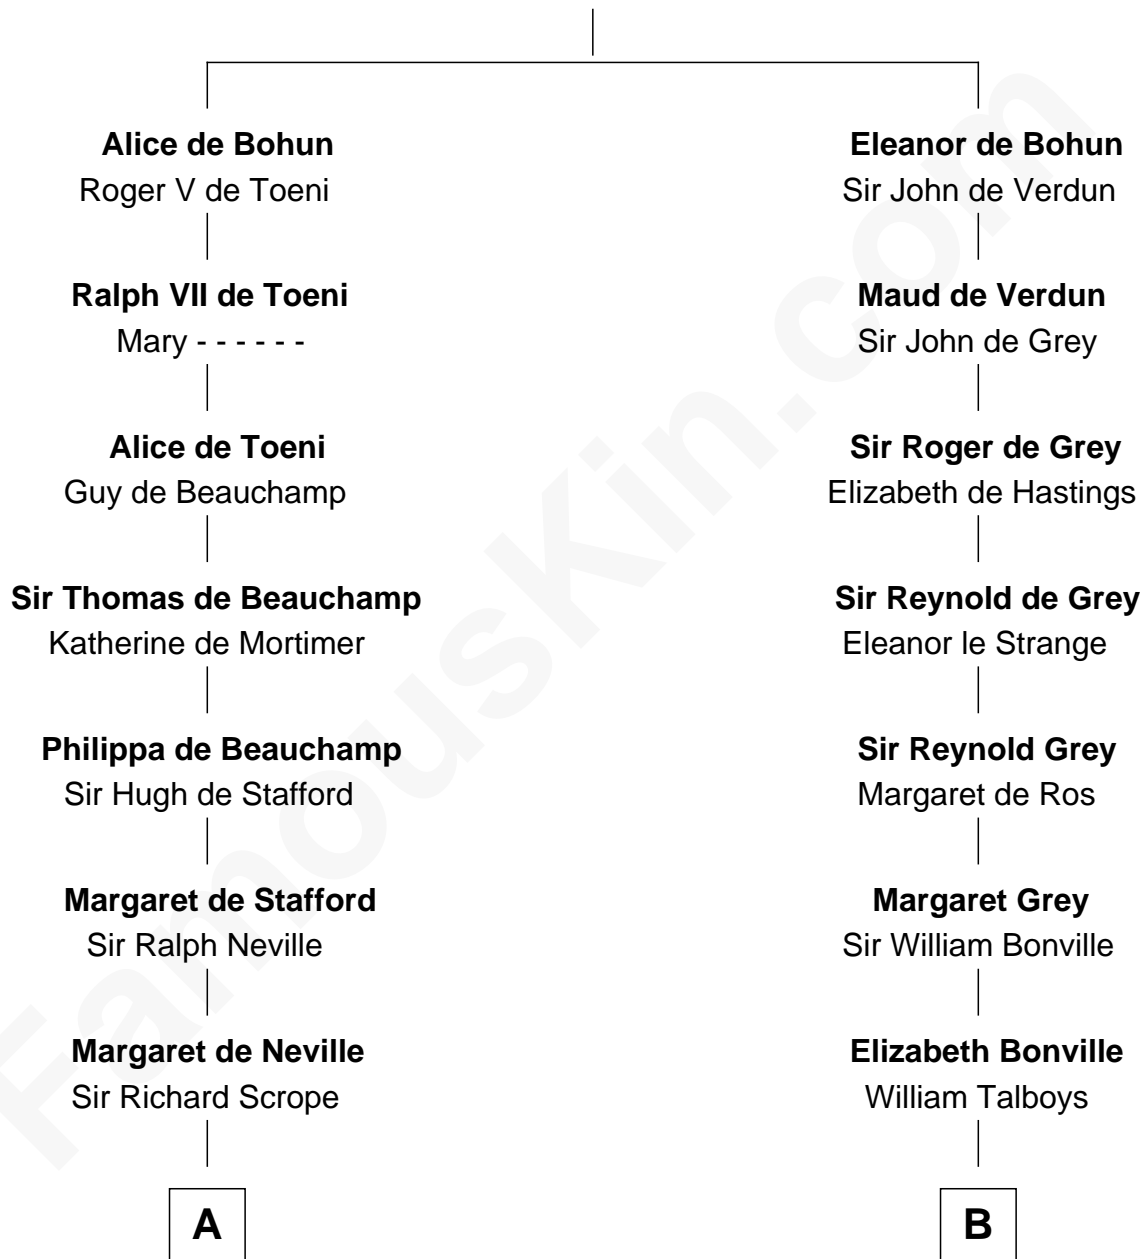 Alice de Bohun
Roger V de Toeni
Ralph VII de Toeni
Mary - - - - - -
Alice de Toeni
Guy de Beauchamp
Sir Thomas de Beauchamp
Katherine de Mortimer
Philippa de Beauchamp
Sir Hugh de Stafford
Margaret de Stafford
Sir Ralph Neville
Margaret de Neville
Sir Richard Scrope
A
Eleanor de Bohun
Sir John de Verdun
Maud de Verdun
Sir John de Grey
Sir Roger de Grey
Elizabeth de Hastings
Sir Reynold de Grey
Eleanor le Strange
Sir Reynold Grey
Margaret de Ros
Margaret Grey
Sir William Bonville
Elizabeth Bonville
William Talboys
B
FamousKin.com